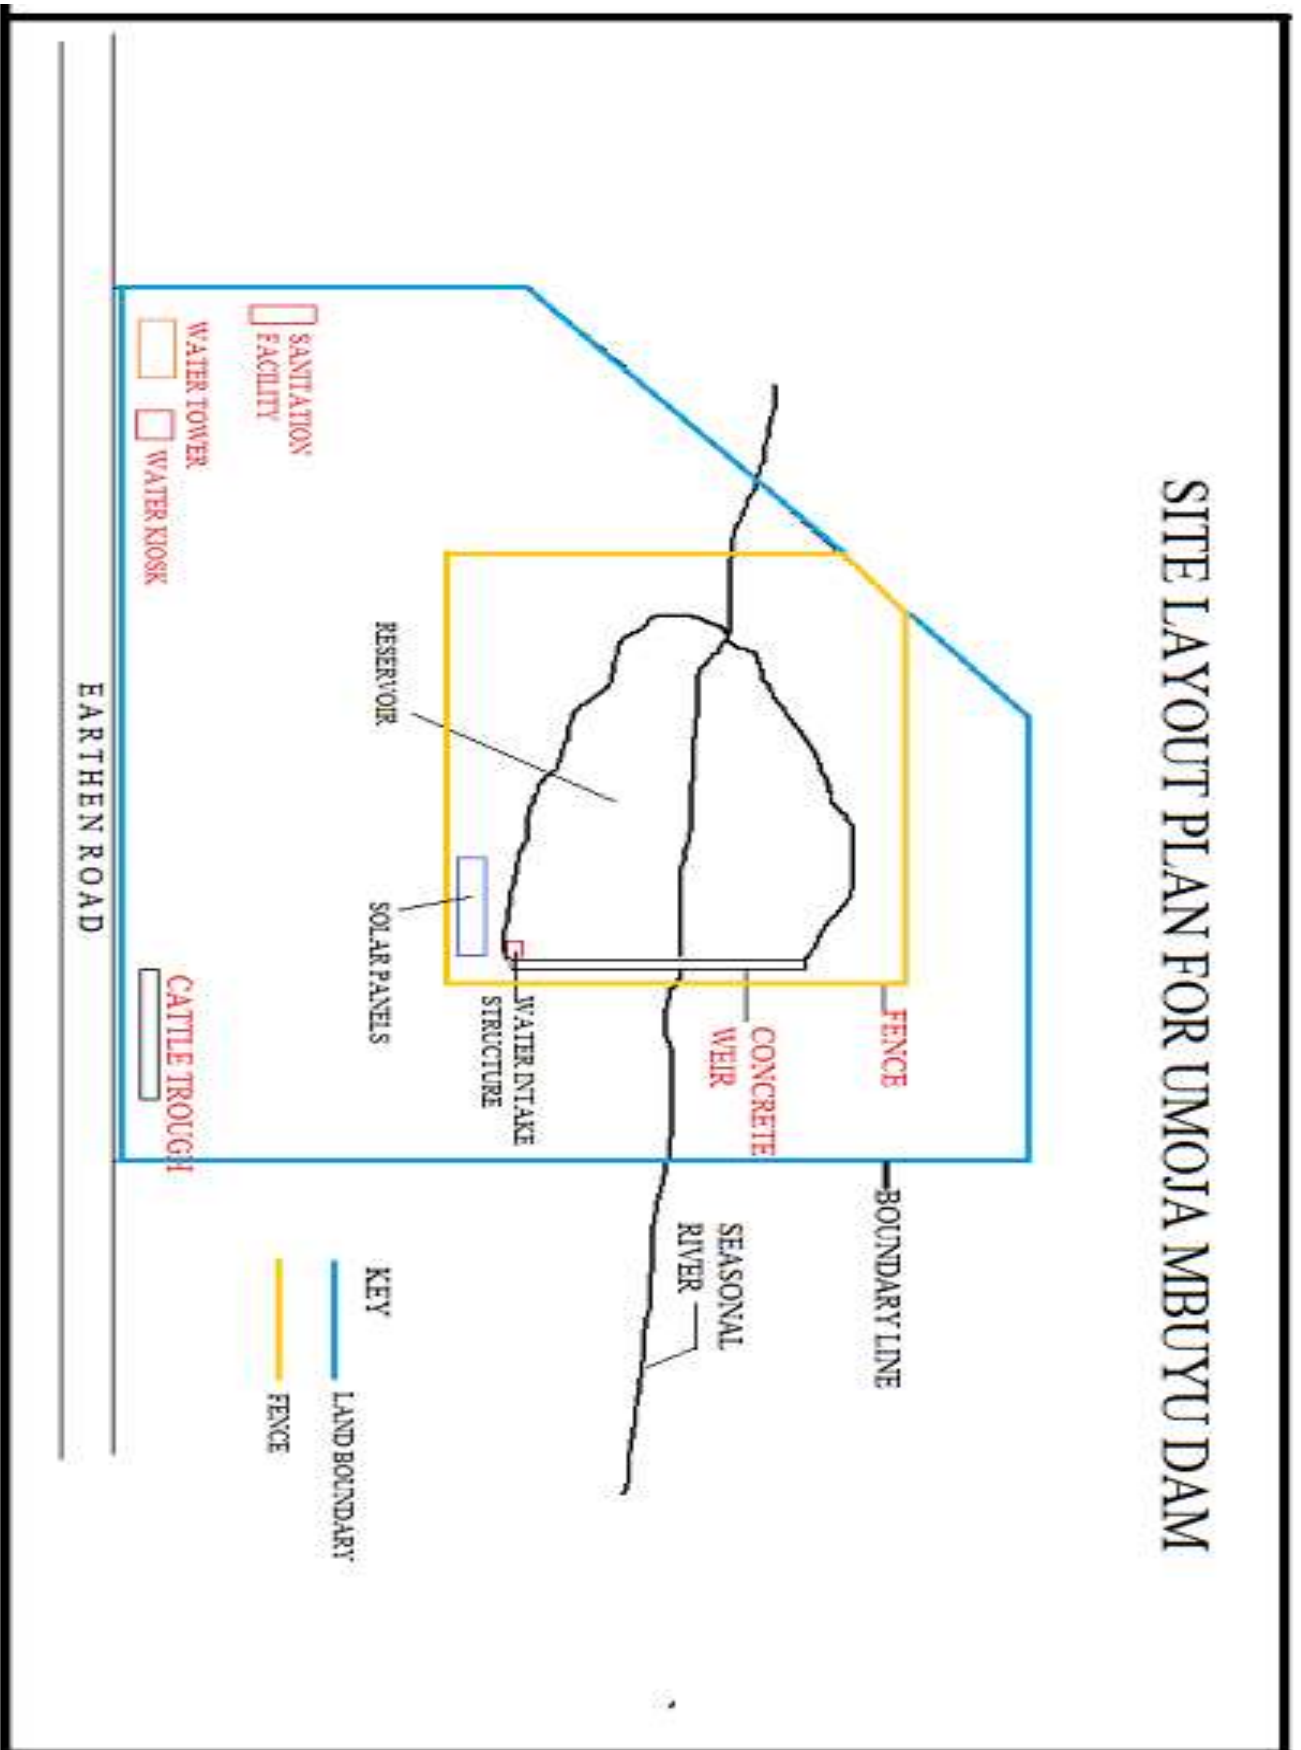 SITE LAYOUT PLAN FOR UMOJA MBUYU DAM
FENCE
BOUNDARY LINE
CONCRETE
WEIR
SEASONAL
RIVER
WATER INTAKE
STRUCTURE
RESERVOIR
SOLAR PANELS
KEY
LAND BOUNDARY
FENCE
SANITATION
FACILITY
WATER TOWER
WATER KIOSK
CATTLE TROUGH
EARTHEN ROAD